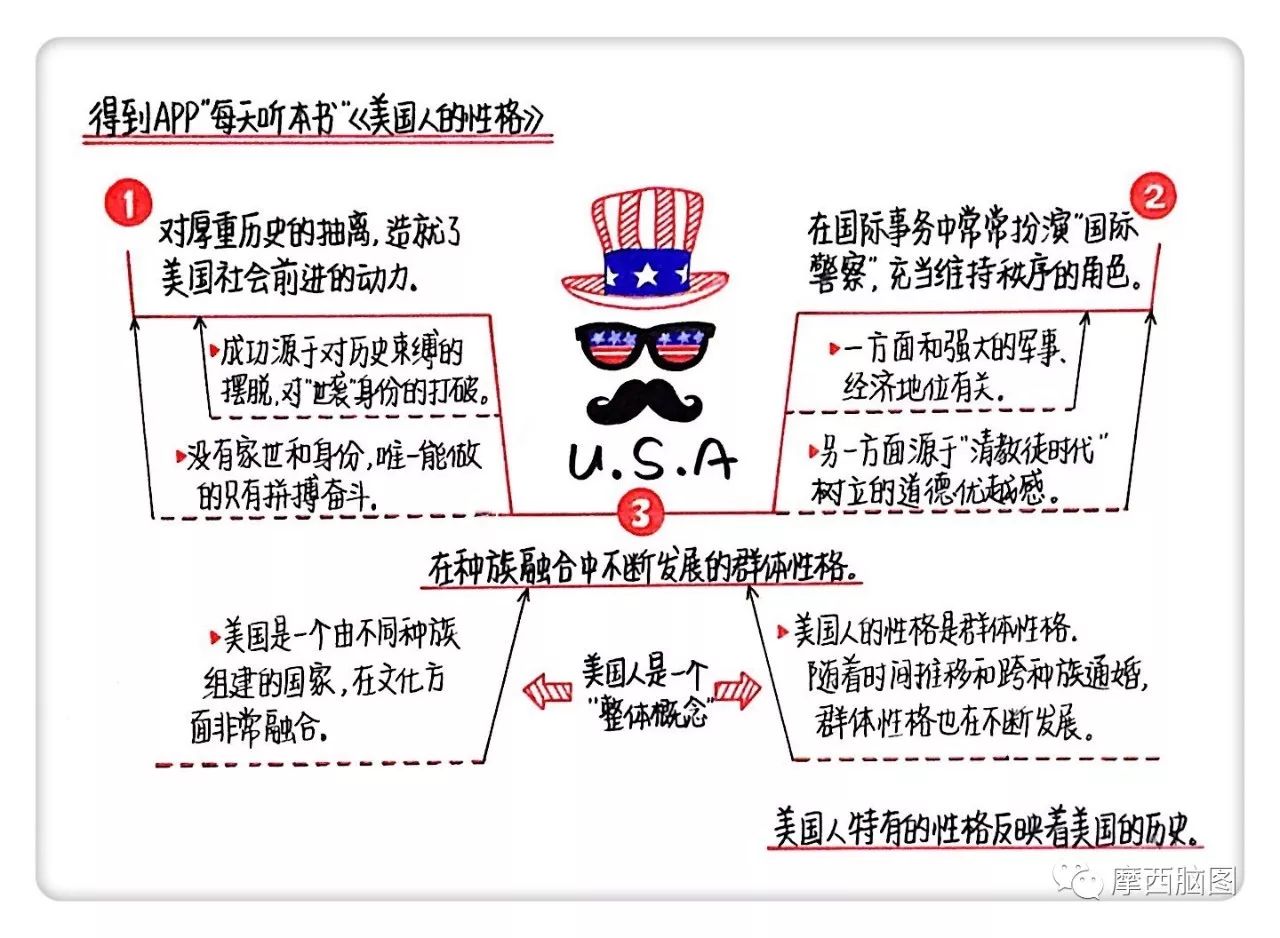 得到APP"每天听本书"《美国人的性格》
1
对厚重历史的抽离,造就了
美国社会前进的动力.
成功源于对历史束缚的
摆脱,对"世袭"身份的打破。
没有家世和身份,唯一能做
的只有拼搏奋斗.
U.S.A
2
在国际事务中常常扮演"国际
警察",充当维持秩序的角色。
一方面和强大的军事、
经济地位有关.
另一方面源于"清教徒时代"
树立的道德优越感。
3
在种族融合中不断发展的群体性格。
美国是一个由不同种族
组建的国家,在文化方
面非常融合.
美国人是一个
"整体概念"
美国人的性格是群体性格.
随着时间推移和跨种族通婚,
群体性格也在不断发展。
美国人特有的性格反映着美国的历史。
摩西脑图